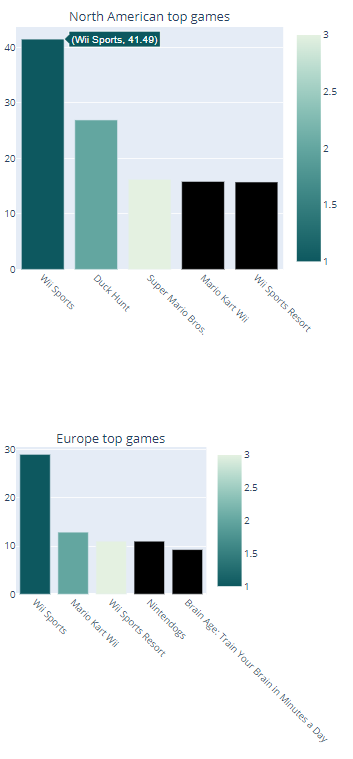 North American top games
(Wii Sports, 41.49)
40
30
20
10
0
3
2.5
2
1.5
1
Wii Sports
Duck Hunt
Super Mario Bros.
Mario Kart Wii
Wii Sports Resort
Europe top games
30
20
10
0
3
2.5
2
1.5
1
Wii Sports
Mario Kart Wii
Wii Sports Resort
Nintendogs
Brain Age: Train Your Brain in Minutes a Day